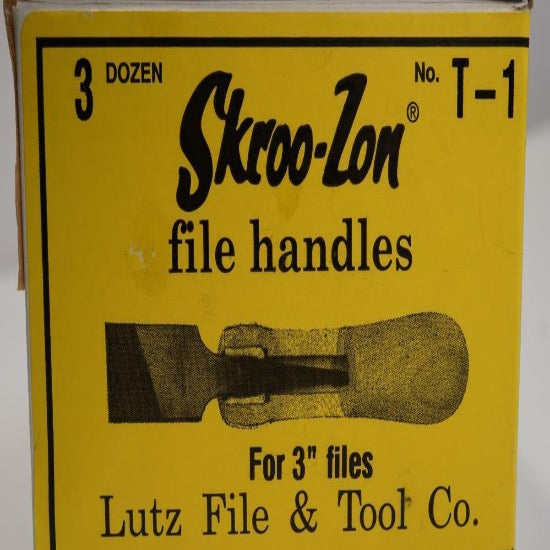 3 DOZEN No. T-1
Skroo-Zon®
file handles
For 3" files
Lutz File & Tool Co.